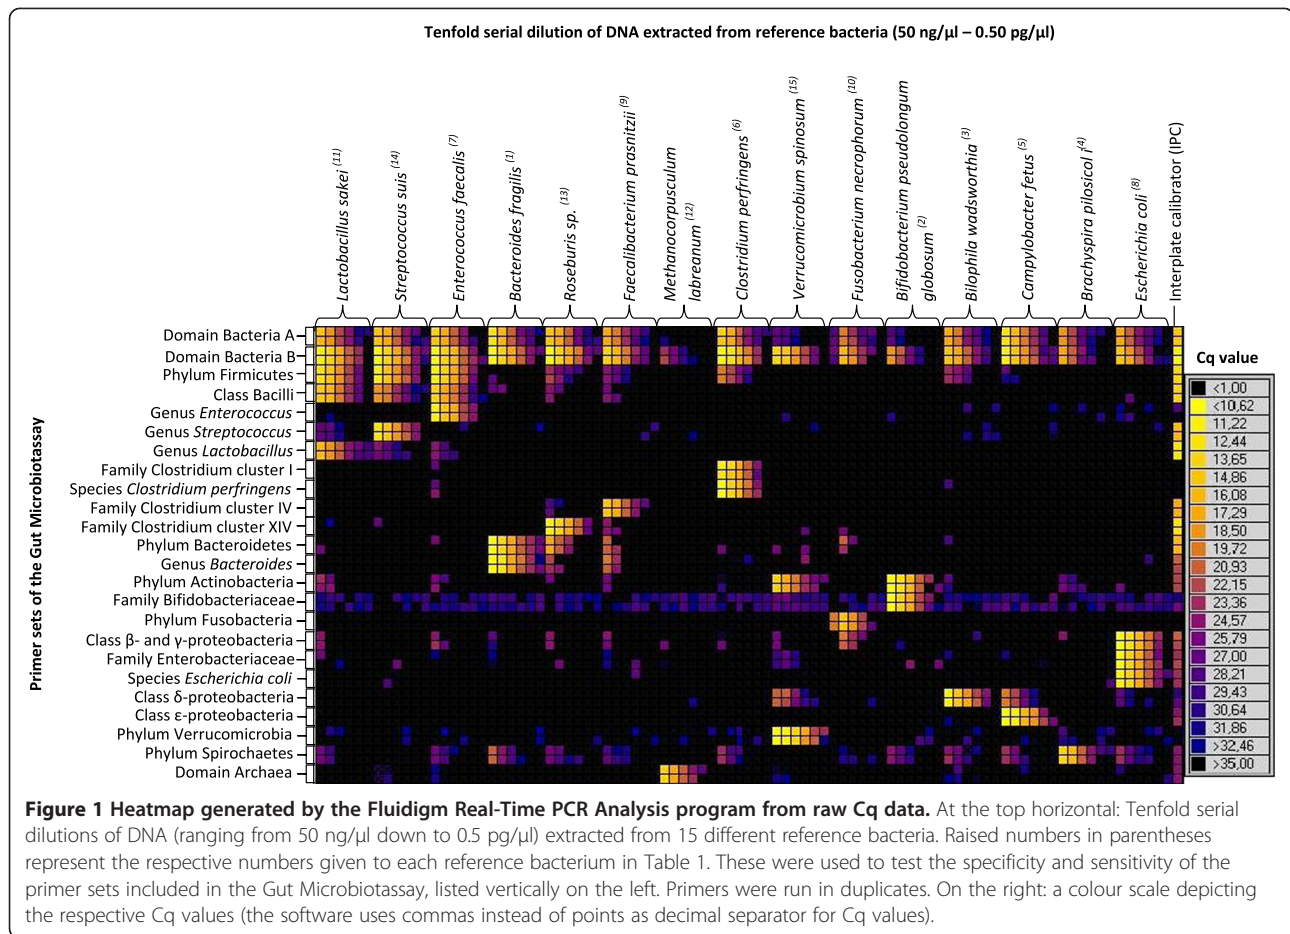 Tenfold serial dilution of DNA extracted from reference bacteria (50 ng/µl – 0.50 pg/µl)
Lactobacillus sakei (11)
Streptococcus suis (14)
Enterococcus faecalis (7)
Bacteroides fragilis (1)
Roseburis sp. (13)
Faecalibacterium prasnitzii (9)
Methanocorpusculum
labreanum (12)
Clostridium perfringens (6)
Verrucomicrobium spinosum (15)
Fusobacterium necrophorum (10)
Bifidobacterium pseudolongum
globosum (2)
Bilophila wadsworthia (3)
Campylobacter fetus (5)
Brachyspira pilosicol i (4)
Escherichia coli (8)
Interplate calibrator (IPC)
Primer sets of the Gut Microbiotassay
Domain Bacteria A
Domain Bacteria B
Phylum Firmicutes
Class Bacilli
Genus Enterococcus
Genus Streptococcus
Genus Lactobacillus
Family Clostridium cluster I
Species Clostridium perfringens
Family Clostridium cluster IV
Family Clostridium cluster XIV
Phylum Bacteroidetes
Genus Bacteroides
Phylum Actinobacteria
Family Bifidobacteriaceae
Phylum Fusobacteria
Class β- and γ-proteobacteria
Family Enterobacteriaceae
Species Escherichia coli
Class δ-proteobacteria
Class ε-proteobacteria
Phylum Verrucomicrobia
Phylum Spirochaetes
Domain Archaea
Cq value
<1,00
<10,62
11,22
12,44
13,65
14,86
16,08
17,29
18,50
19,72
20,93
22,15
23,36
24,57
25,79
27,00
28,21
29,43
30,64
31,86
>32,46
>35,00
Figure 1 Heatmap generated by the Fluidigm Real-Time PCR Analysis program from raw Cq data. At the top horizontal: Tenfold serial
dilutions of DNA (ranging from 50 ng/µl down to 0.5 pg/µl) extracted from 15 different reference bacteria. Raised numbers in parentheses
represent the respective numbers given to each reference bacterium in Table 1. These were used to test the specificity and sensitivity of the
primer sets included in the Gut Microbiotassay, listed vertically on the left. Primers were run in duplicates. On the right: a colour scale depicting
the respective Cq values (the software uses commas instead of points as decimal separator for Cq values).